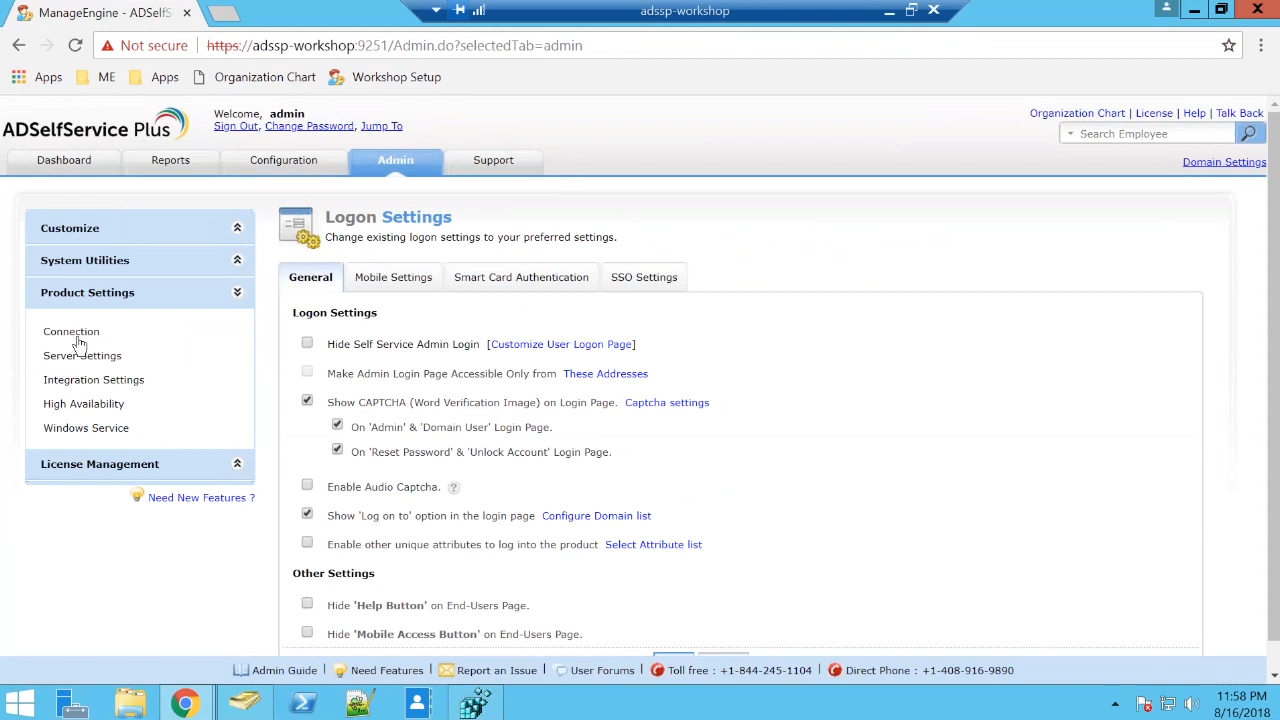 ManageEngine - ADSelfS
adssp-workshop
Not secure https://adssp-workshop:9251/Admin.do?selectedTab=admin
Apps ME Apps Organization Chart Workshop Setup
ADSelfService Plus
Welcome, admin
Sign Out, Change Password, Jump To
Organization Chart | License | Help | Talk Back
Search Employee
Dashboard Reports Configuration Admin Support
Domain Settings
Customize
System Utilities
Product Settings
Connection
Server Settings
Integration Settings
High Availability
Windows Service
License Management
Need New Features ?
Logon Settings
Change existing logon settings to your preferred settings.
General Mobile Settings Smart Card Authentication SSO Settings
Logon Settings
Hide Self Service Admin Login [Customize User Logon Page]
Make Admin Login Page Accessible Only from These Addresses
Show CAPTCHA (Word Verification Image) on Login Page. Captcha settings
On 'Admin' & 'Domain User' Login Page.
On 'Reset Password' & 'Unlock Account' Login Page.
Enable Audio Captcha. ?
Show 'Log on to' option in the login page Configure Domain list
Enable other unique attributes to log into the product Select Attribute list
Other Settings
Hide 'Help Button' on End-Users Page.
Hide 'Mobile Access Button' on End-Users Page.
Admin Guide Need Features Report an Issue User Forums Toll free : +1-844-245-1104 Direct Phone : +1-408-916-9890
11:58 PM
8/16/2018